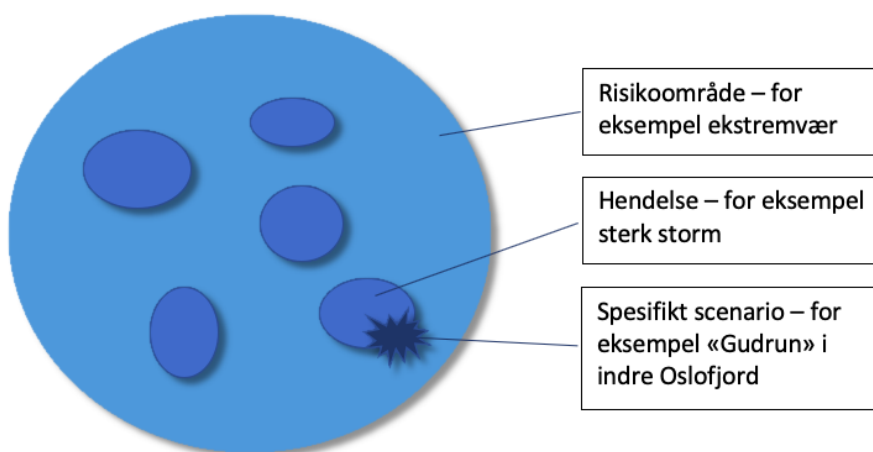 Risikoområde – for
eksempel ekstremvær
Hendelse – for eksempel
sterk storm
Spesifikt scenario – for
eksempel «Gudrun» i
indre Oslofjord